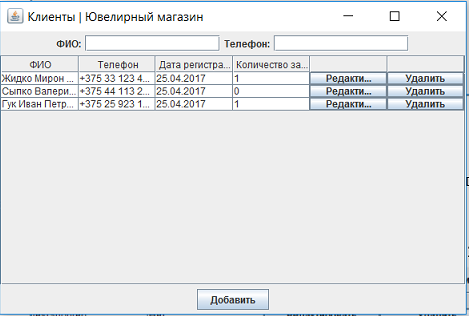 Клиенты | Ювелирный магазин
ФИО: Телефон:
ФИО Телефон Дата регистра... Количество за...
Жидко Мирон ... +375 33 123 4... 25.04.2017 1 Редакти... Удалить
Сыпко Валери... +375 44 113 2... 25.04.2017 0 Редакти... Удалить
Гук Иван Петр... +375 25 923 1... 25.04.2017 1 Редакти... Удалить
Добавить